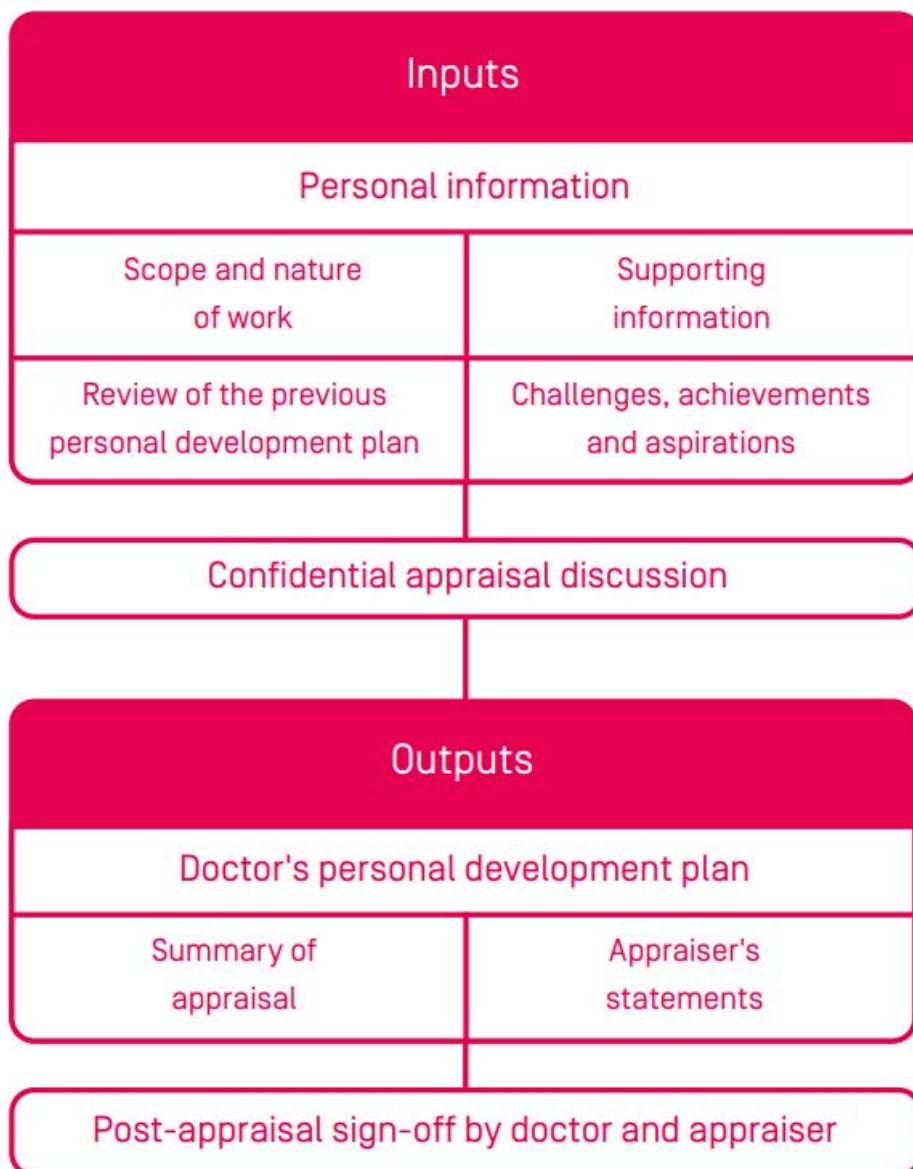 Inputs
Personal information
Scope and nature
of work
Supporting
information
Review of the previous
personal development plan
Challenges, achievements
and aspirations
Confidential appraisal discussion
Outputs
Doctor's personal development plan
Summary of
appraisal
Appraiser's
statements
Post-appraisal sign-off by doctor and appraiser